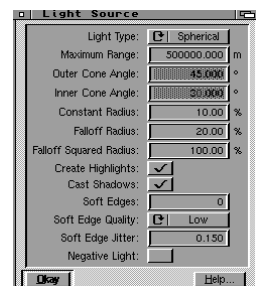 Light Source
Light Type: Spherical
Maximum Range: 500000.000 m
Outer Cone Angle: 45.000 °
Inner Cone Angle: 30.000 °
Constant Radius: 10.00 %
Falloff Radius: 20.00 %
Falloff Squared Radius: 100.00 %
Create Highlights:
Cast Shadows:
Soft Edges: 0
Soft Edge Quality: Low
Soft Edge Jitter: 0.150
Negative Light:
Okay Help...